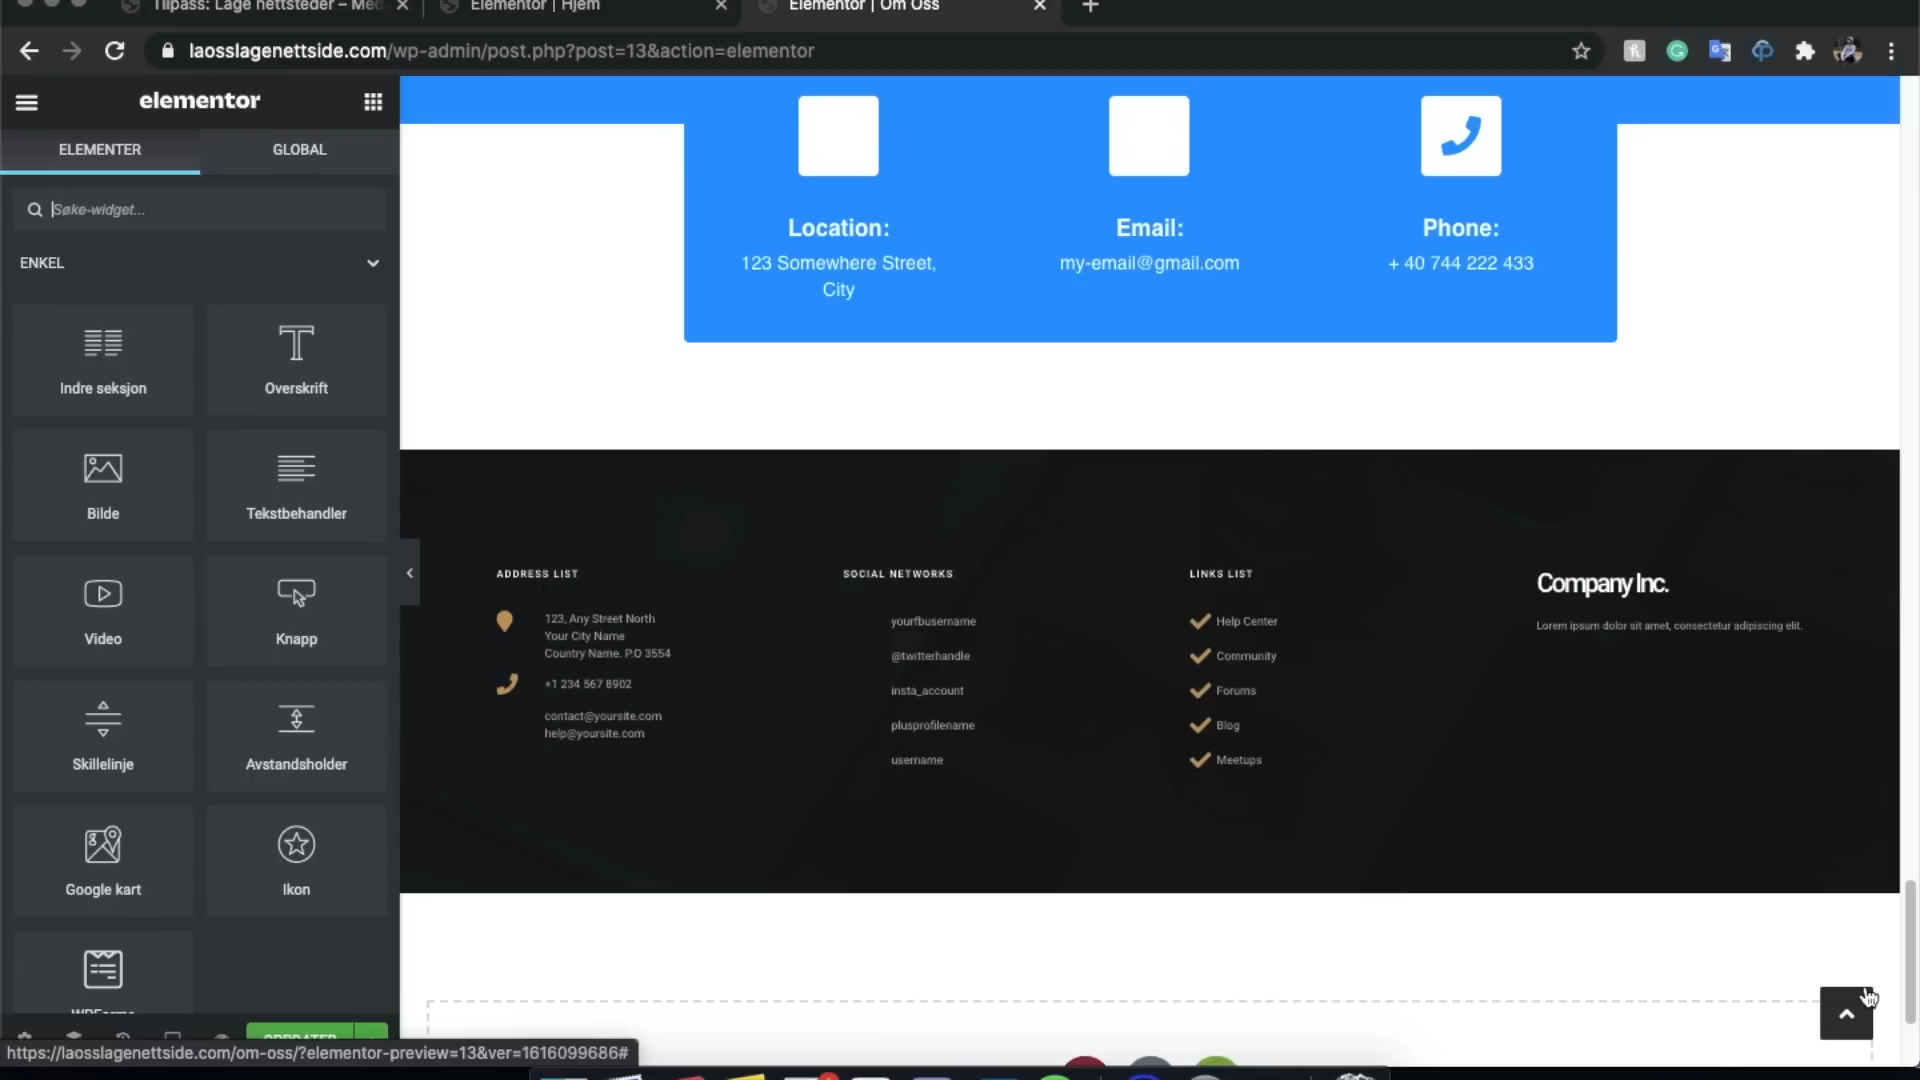 Tilpass: Lage nettsteder – Med
Elementor | Hjem
Elementor | Om Oss
laosslagenettside.com/wp-admin/post.php?post=13&action=elementor
elementor
ELEMENTER
GLOBAL
Søke-widget...
ENKEL
Indre seksjon
Overskrift
Bilde
Tekstbehandler
Video
Knapp
Skillelinje
Avstandsholder
Google kart
Ikon
WPForms
OPPDATER
https://laosslagenettside.com/om-oss/?elementor-preview=13&ver=1616099686#
Location:
123 Somewhere Street,
City
Email:
my-email@gmail.com
Phone:
+ 40 744 222 433
ADDRESS LIST
123, Any Street North
Your City Name
Country Name. P.O 3554
+1 234 567 8902
contact@yoursite.com
help@yoursite.com
SOCIAL NETWORKS
yourfbusername
@twitterhandle
insta_account
plusprofilename
username
LINKS LIST
Help Center
Community
Forums
Blog
Meetups
Company Inc.
Lorem ipsum dolor sit amet, consectetur adipiscing elit.